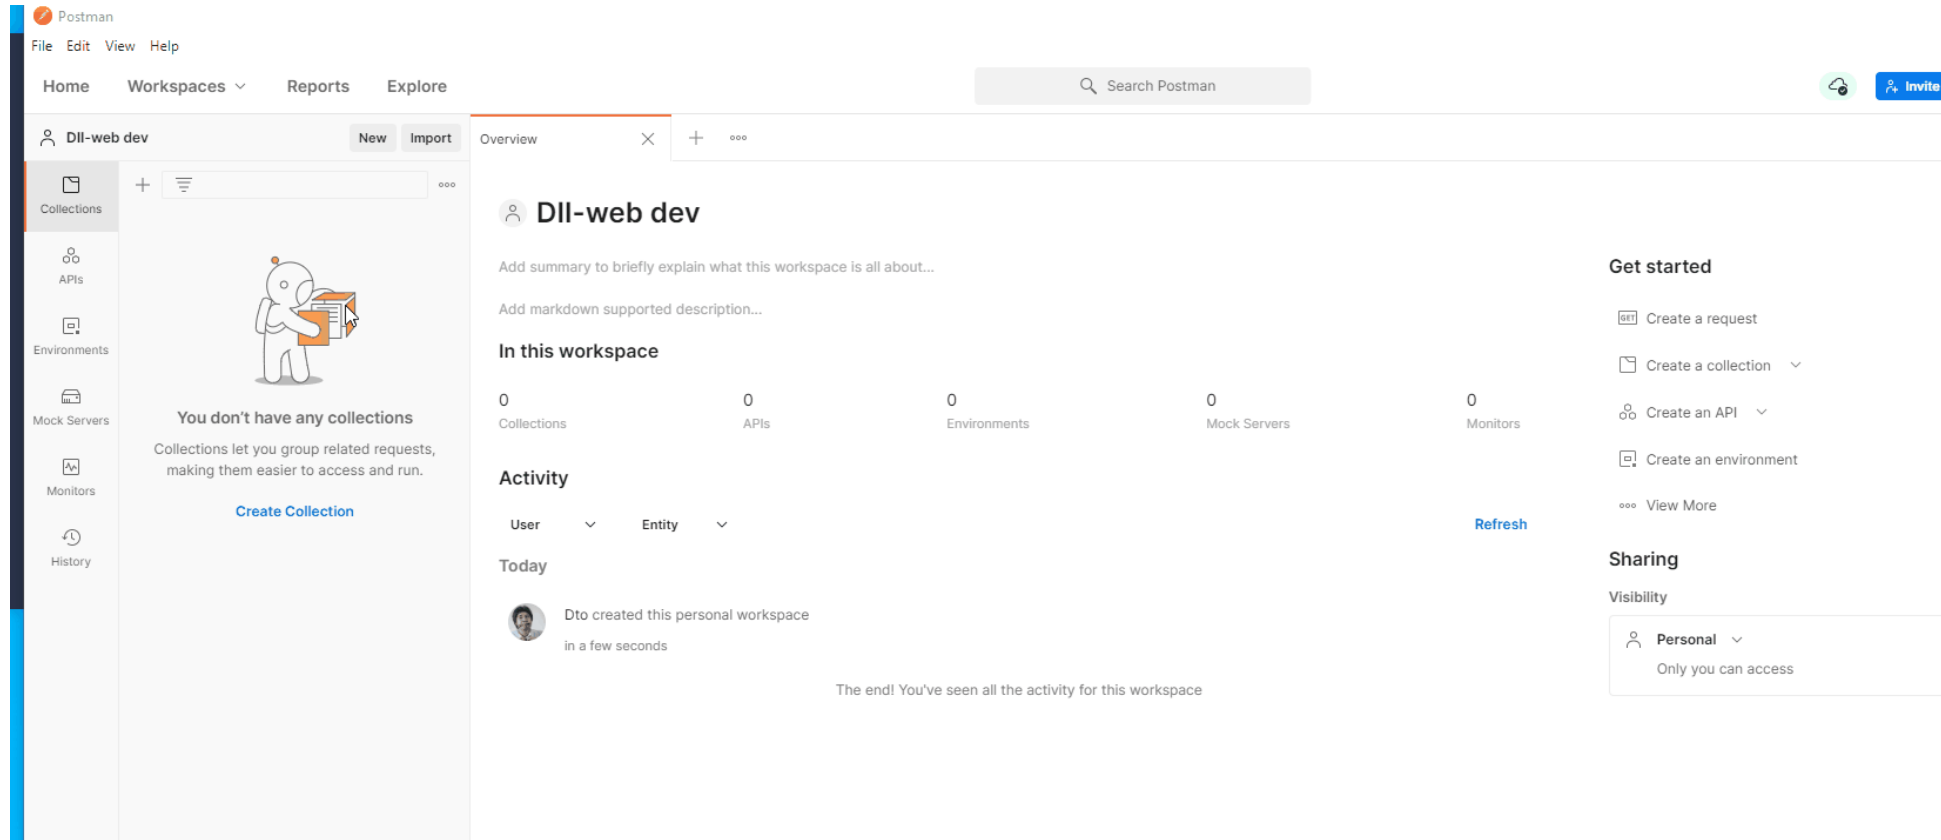 Postman
File Edit View Help
Home Workspaces Reports Explore
Search Postman
Invite
DII-web dev
New Import
Overview
Collections
APIs
Environments
Mock Servers
Monitors
History
You don't have any collections
Collections let you group related requests,
making them easier to access and run.
Create Collection
DII-web dev
Add summary to briefly explain what this workspace is all about...
Add markdown supported description...
In this workspace
0 0 0 0 0
Collections APIs Environments Mock Servers Monitors
Activity
User Entity
Refresh
Today
Dto created this personal workspace
in a few seconds
The end! You've seen all the activity for this workspace
Get started
GET Create a request
Create a collection
Create an API
Create an environment
View More
Sharing
Visibility
Personal
Only you can access